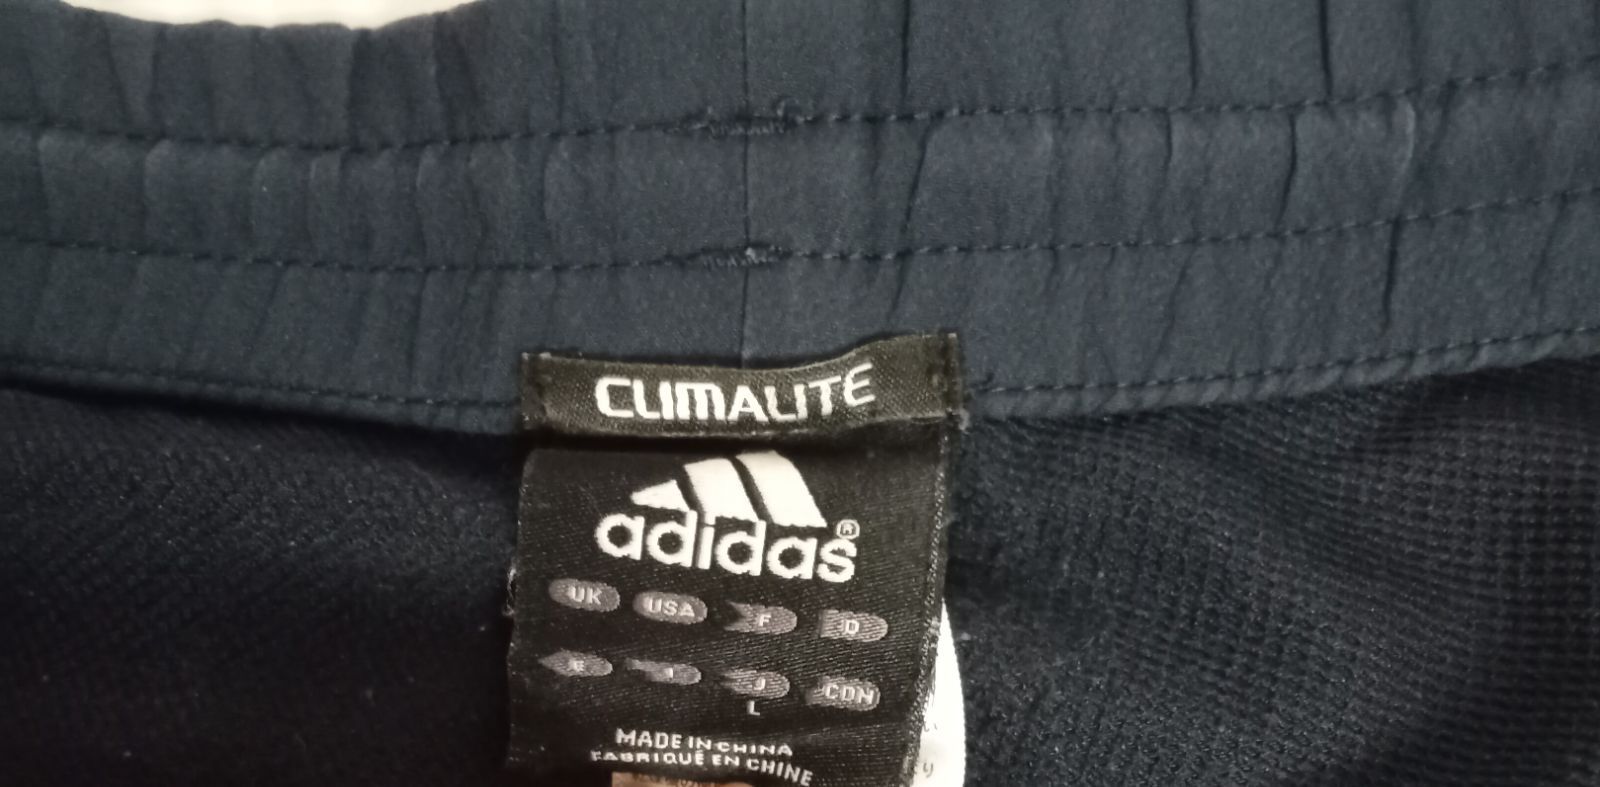 CLIMALITE
adidas®
UK USA F D
E I J CDN
L
MADE IN CHINA
FABRIQUÉ EN CHINE